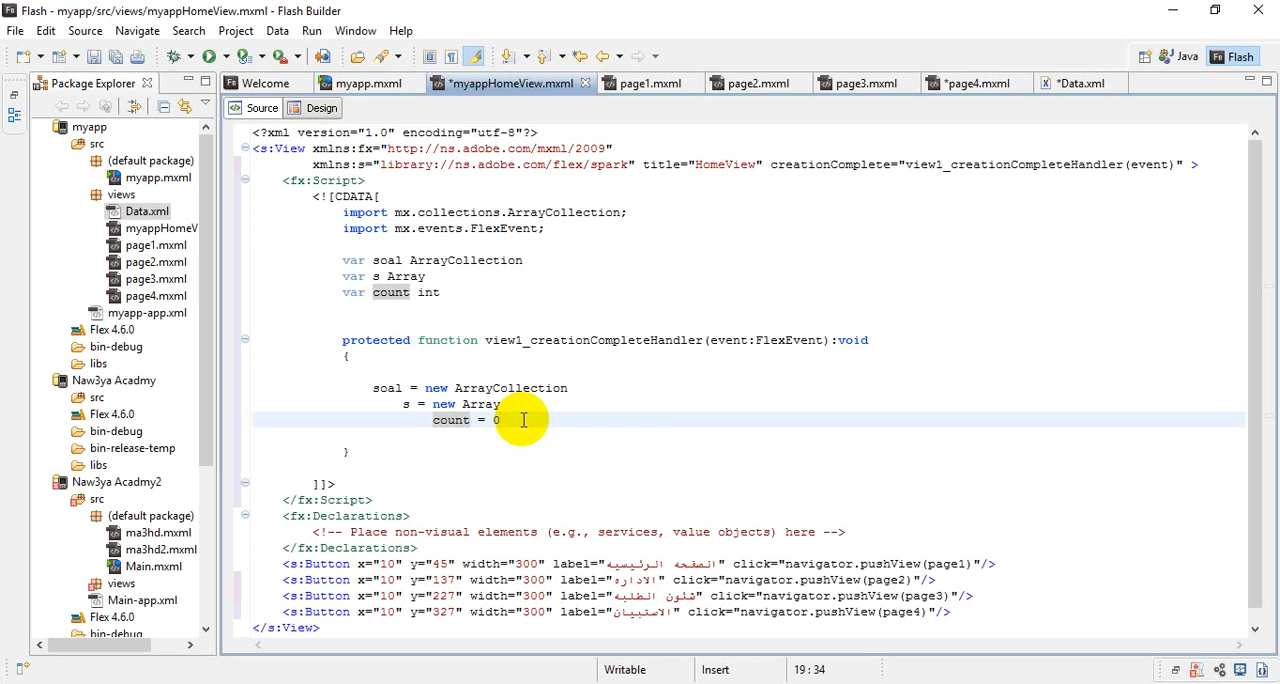 Flash - myapp/src/views/myappHomeView.mxml - Flash Builder
File Edit Source Navigate Search Project Data Run Window Help
Java Flash
Package Explorer
Welcome myapp.mxml *myappHomeView.mxml page1.mxml page2.mxml page3.mxml *page4.mxml *Data.xml
Source Design
myapp
src
(default package)
myapp.mxml
views
Data.xml
myappHomeV
page1.mxml
page2.mxml
page3.mxml
page4.mxml
myapp-app.xml
Flex 4.6.0
bin-debug
libs
Naw3ya Acadmy
src
Flex 4.6.0
bin-debug
bin-release-temp
libs
Naw3ya Acadmy2
src
(default package)
ma3hd.mxml
ma3hd2.mxml
Main.mxml
views
Main-app.xml
Flex 4.6.0
bin-debug
<?xml version="1.0" encoding="utf-8"?>
<s:View xmlns:fx="http://ns.adobe.com/mxml/2009"
xmlns:s="library://ns.adobe.com/flex/spark" title="HomeView" creationComplete="view1_creationCompleteHandler(event)" >
<fx:Script>
<![CDATA[
import mx.collections.ArrayCollection;
import mx.events.FlexEvent;
var soal ArrayCollection
var s Array
var count int
protected function view1_creationCompleteHandler(event:FlexEvent):void
{
soal = new ArrayCollection
s = new Array
count = 0
}
]]>
</fx:Script>
<fx:Declarations>
<!-- Place non-visual elements (e.g., services, value objects) here -->
</fx:Declarations>
<s:Button x="10" y="45" width="300" label="الصفحه الرئيسيه" click="navigator.pushView(page1)"/>
<s:Button x="10" y="137" width="300" label="الاداره" click="navigator.pushView(page2)"/>
<s:Button x="10" y="227" width="300" label="شئون الطلبه" click="navigator.pushView(page3)"/>
<s:Button x="10" y="327" width="300" label="الاستبيان" click="navigator.pushView(page4)"/>
</s:View>
Writable Insert 19 : 34